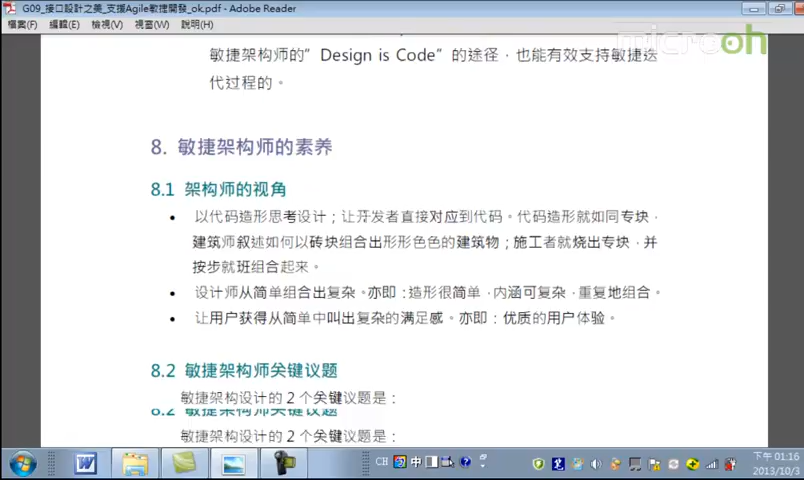 G09_接口設計之美_支援Agile敏捷開發_ok.pdf - Adobe Reader
檔案(F) 編輯(E) 檢視(V) 視窗(W) 說明(H)
敏捷架构师的"Design is Code"的途径，也能有效支持敏捷迭
代过程的。
8. 敏捷架构师的素养
8.1 架构师的视角
• 以代码造形思考设计；让开发者直接对应到代码。代码造形就如同专块，
建筑师叙述如何以砖块组合出形形色色的建筑物；施工者就烧出专块，并
按步就班组合起来。
• 设计师从简单组合出复杂。亦即：造形很简单，内涵可复杂，重复地组合。
• 让用户获得从简单中叫出复杂的满足感。亦即：优质的用户体验。
8.2 敏捷架构师关键议题
敏捷架构设计的 2 个关键议题是：
8.2 敏捷架构师关键议题
敏捷架构设计的 2 个关键议题是：
CH 中
下午 01:16
2013/10/3